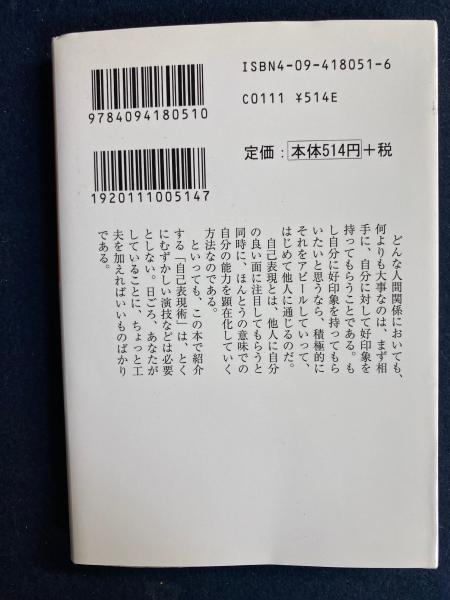 ISBN4-09-418051-6
C0111 ¥514E
定価：本体514円＋税
9784094180510
1920111005147
どんな人間関係においても、
何よりも大事なのは、まず相
手に、自分に対して好印象を
持ってもらうことである。も
し自分に好印象を持ってもら
いたいと思うなら、積極的に
それをアピールしていって、
はじめて他人に通じるのだ。
自己表現とは、他人に自分
の良い面に注目してもらうと
同時に、ほんとうの意味での
自分の能力を顕在化していく
方法なのである。
といっても、この本で紹介
する「自己表現術」は、とく
にむずかしい演技などは必要
としない。日ごろ、あなたが
していることに、ちょっと工
夫を加えればいいものばかり
である。